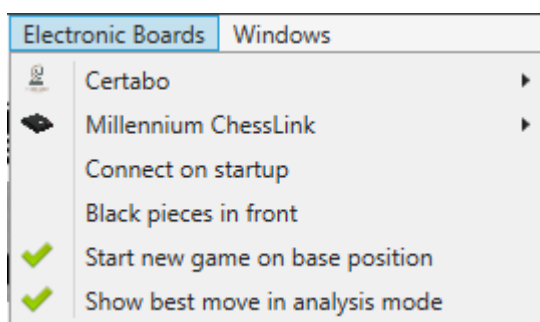 Electronic Boards Windows
Certabo
Millennium ChessLink
Connect on startup
Black pieces in front
Start new game on base position
Show best move in analysis mode